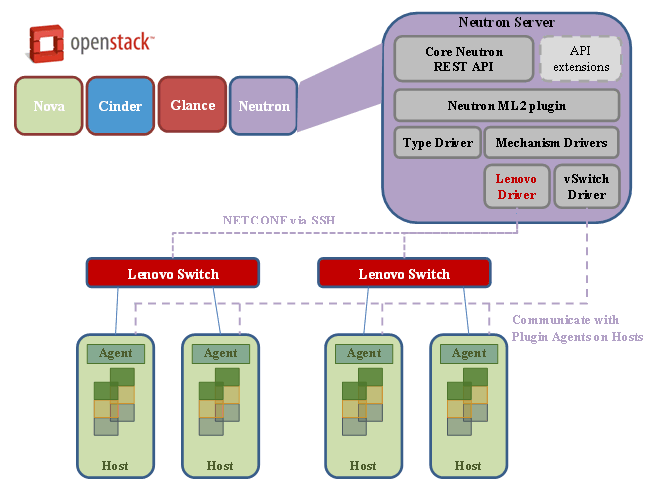 openstack™
Neutron Server
Core Neutron
REST API
API
extensions
Nova
Cinder
Glance
Neutron
Neutron ML2 plugin
Type Driver
Mechanism Drivers
Lenovo
Driver
vSwitch
Driver
NETCONF via SSH
Lenovo Switch
Lenovo Switch
Communicate with
Plugin Agents on Hosts
Agent
Agent
Agent
Agent
Host
Host
Host
Host